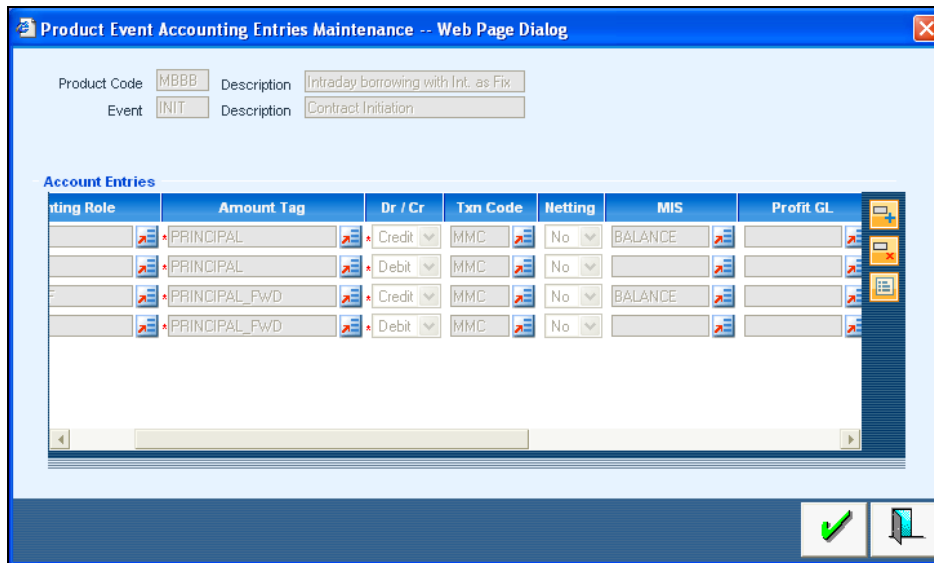 Product Event Accounting Entries Maintenance -- Web Page Dialog
Product Code MBBB Description Intraday borrowing with Int. as Fix
Event INIT Description Contract Initiation
Account Entries
nting Role Amount Tag Dr / Cr Txn Code Netting MIS Profit GL
* PRINCIPAL * Credit MMC No BALANCE
* PRINCIPAL * Debit MMC No
* PRINCIPAL_FWD * Credit MMC No BALANCE
* PRINCIPAL_FWD * Debit MMC No